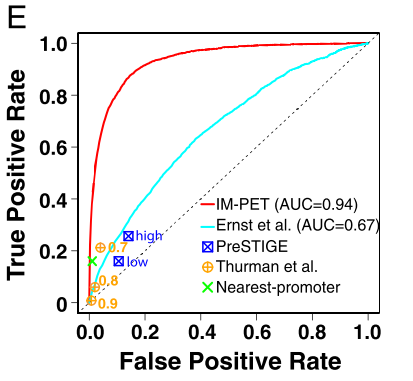 E
True Positive Rate
1.0
0.8
0.6
0.4
0.2
0
IM-PET (AUC=0.94)
Ernst et al. (AUC=0.67)
PreSTIGE
Thurman et al.
Nearest-promoter
high
0.7
low
0.8
0.9
0.0 0.2 0.4 0.6 0.8 1.0
False Positive Rate